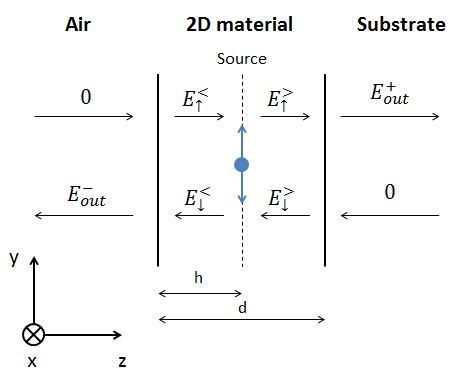 Air 2D material Substrate
Source
0 E↑< E↑> E+out
E−out E↓< E↓> 0
h
d
y
x z